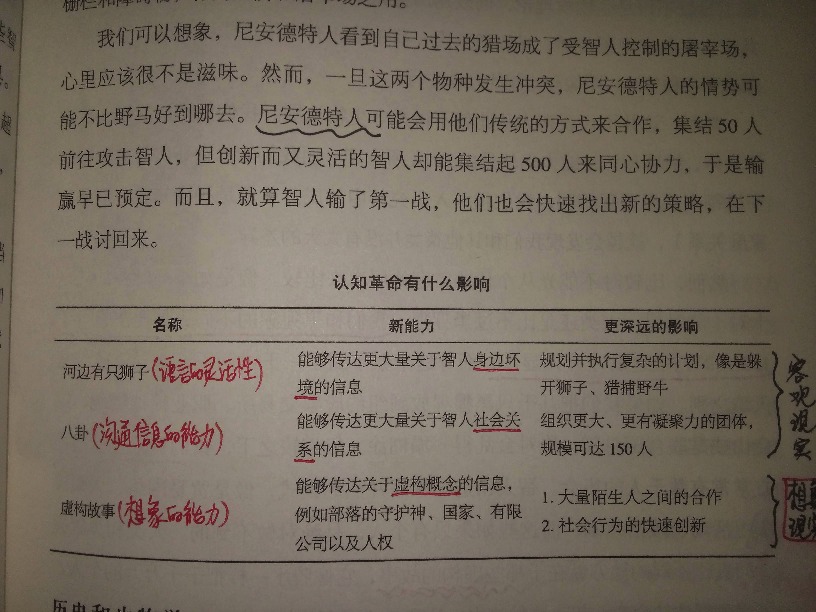 我们可以想象，尼安德特人看到自己过去的猎场成了受智人控制的屠宰场，
心里应该很不是滋味。然而，一旦这两个物种发生冲突，尼安德特人的情势可
能不比野马好到哪去。尼安德特人可能会用他们传统的方式来合作，集结 50 人
前往攻击智人，但创新而又灵活的智人却能集结起 500 人来同心协力，于是输
赢早已预定。而且，就算智人输了第一战，他们也会快速找出新的策略，在下
一战讨回来。
认知革命有什么影响
名称 新能力 更深远的影响
河边有只狮子(语言的灵活性) 能够传达更大量关于智人身边环 规划并执行复杂的计划，像是躲
境的信息 开狮子、猎捕野牛
八卦(沟通信息的能力) 能够传达更大量关于智人社会关 组织更大、更有凝聚力的团体，
系的信息 规模可达 150 人
客观现实
虚构故事(想象的能力) 能够传达关于虚构概念的信息，
例如部落的守护神、国家、有限
公司以及人权
1. 大量陌生人之间的合作
2. 社会行为的快速创新